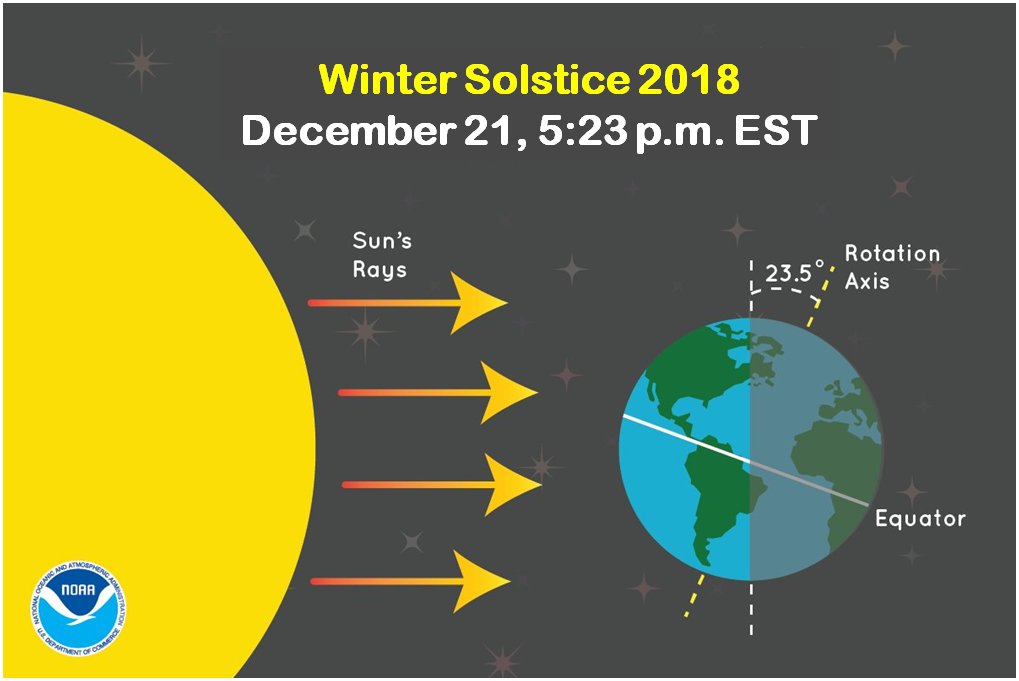 Winter Solstice 2018
December 21, 5:23 p.m. EST
Sun's
Rays
23.5°
Rotation
Axis
Equator
NATIONAL OCEANIC AND ATMOSPHERIC ADMINISTRATION
NOAA
U.S. DEPARTMENT OF COMMERCE